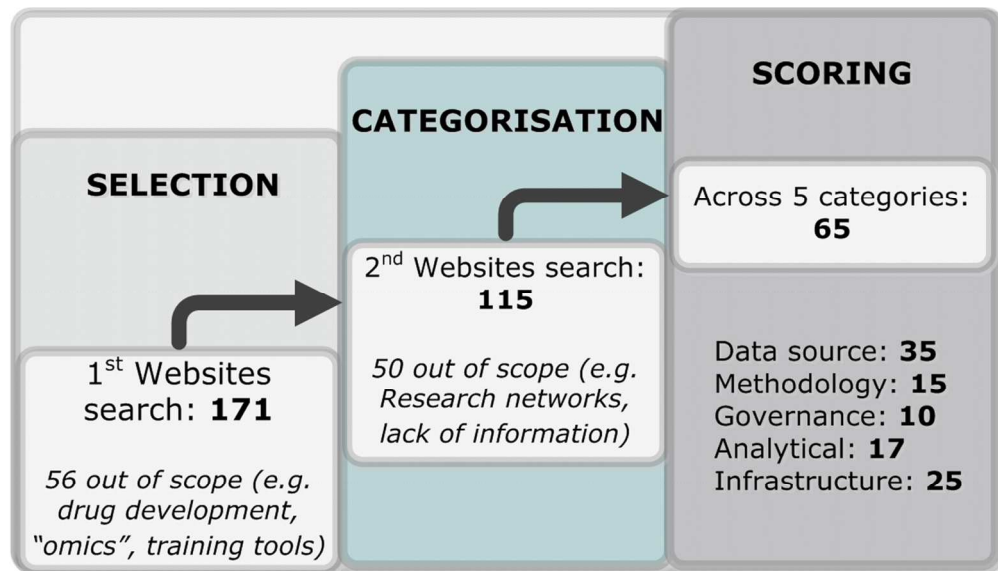 SELECTION
1st Websites
search: 171
56 out of scope (e.g.
drug development,
“omics”, training tools)
CATEGORISATION
2nd Websites search:
115
50 out of scope (e.g.
Research networks,
lack of information)
SCORING
Across 5 categories:
65
Data source: 35
Methodology: 15
Governance: 10
Analytical: 17
Infrastructure: 25